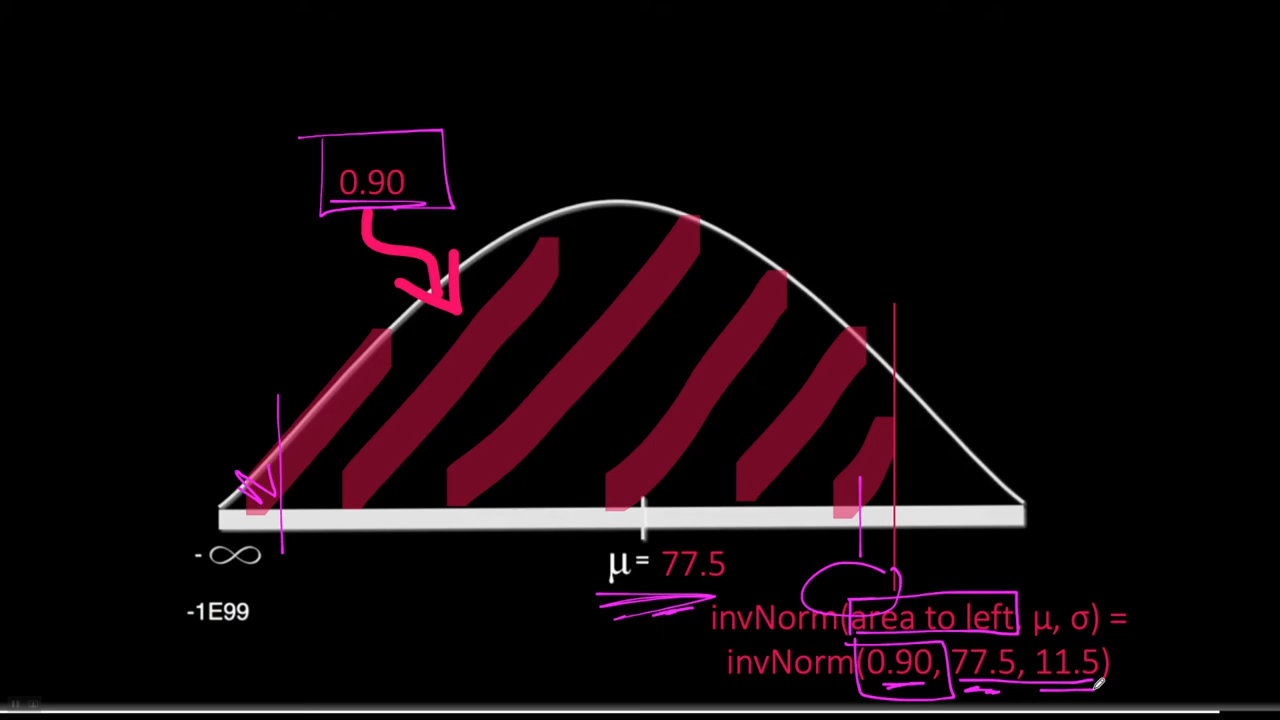 0.90
- ∞
μ = 77.5
-1E99
invNorm(area to left, μ, σ) =
invNorm(0.90, 77.5, 11.5)